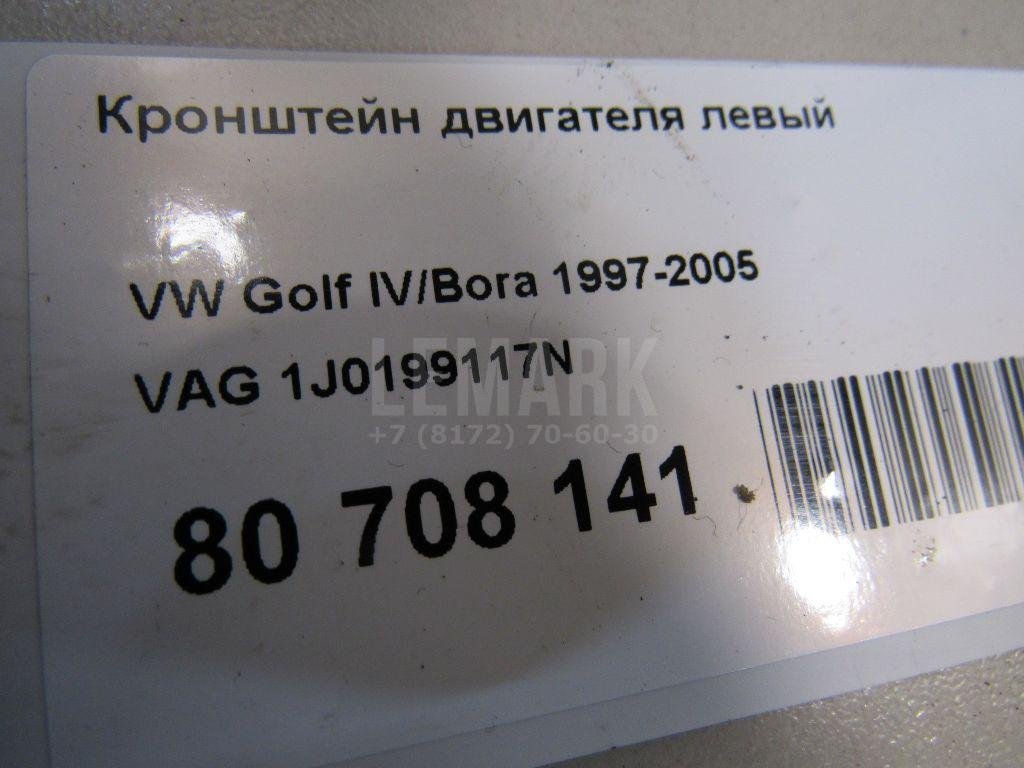 Кронштейн двигателя левый
VW Golf IV/Bora 1997-2005
VAG 1J0199117N
LEMARK
+7 (8172) 70-60-30
80 708 141